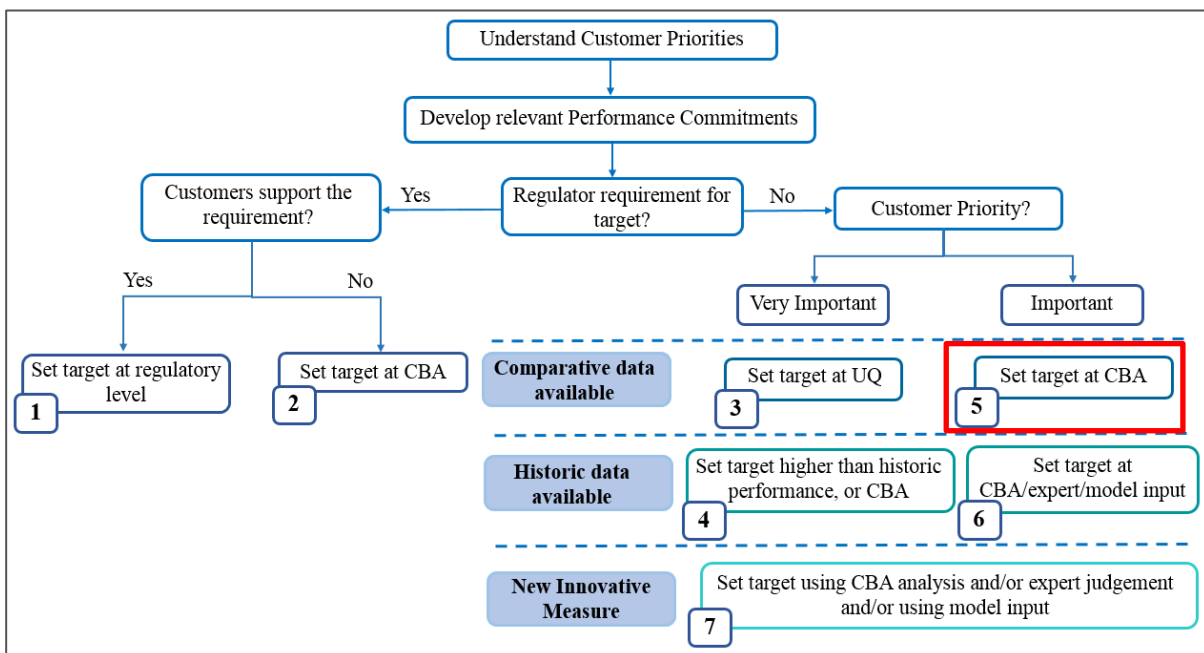 Understand Customer Priorities
Develop relevant Performance Commitments
Customers support the
requirement?
Yes
Regulator requirement for
target?
No
Customer Priority?
Yes
No
Very Important
Important
Set target at regulatory
level
1
Set target at CBA
2
Comparative data
available
Set target at UQ
3
Set target at CBA
5
Historic data
available
Set target higher than historic
performance, or CBA
4
Set target at
CBA/expert/model input
6
New Innovative
Measure
Set target using CBA analysis and/or expert judgement
and/or using model input
7